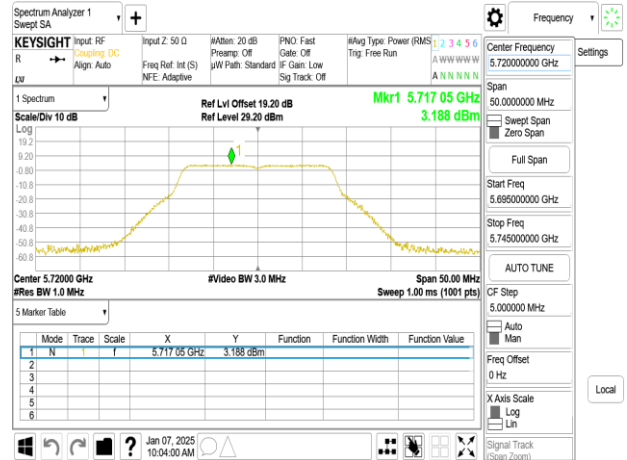 Spectrum Analyzer 1
Swept SA
+
Frequency
KEYSIGHT
R
Input: RF
Coupling: DC
Align: Auto
Input Z: 50 Ω
Freq Ref: Int (S)
NFE: Adaptive
#Atten: 20 dB
Preamp: Off
µW Path: Standard
PNO: Fast
Gate: Off
IF Gain: Low
Sig Track: Off
#Avg Type: Power (RMS
Trig: Free Run
1 2 3 4 5 6
A W W W W W
A N N N N N
Center Frequency
5.720000000 GHz
Settings
Span
50.0000000 MHz
Swept Span
Zero Span
Full Span
Start Freq
5.695000000 GHz
Stop Freq
5.745000000 GHz
AUTO TUNE
CF Step
5.000000 MHz
Auto
Man
Freq Offset
0 Hz
X Axis Scale
Log
Lin
Signal Track
(Span Zoom)
Local
1 Spectrum
Scale/Div 10 dB
Ref Lvl Offset 19.20 dB
Ref Level 29.20 dBm
Mkr1 5.717 05 GHz
3.188 dBm
Log
19.2
9.20
-0.80
-10.8
-20.8
-30.8
-40.8
-50.8
-60.8
1
Center 5.72000 GHz
#Res BW 1.0 MHz
#Video BW 3.0 MHz
Span 50.00 MHz
Sweep 1.00 ms (1001 pts)
5 Marker Table
Mode Trace Scale X Y Function Function Width Function Value
1 N 1 f 5.717 05 GHz 3.188 dBm
2
3
4
5
6
?
Jan 07, 2025
10:04:00 AM